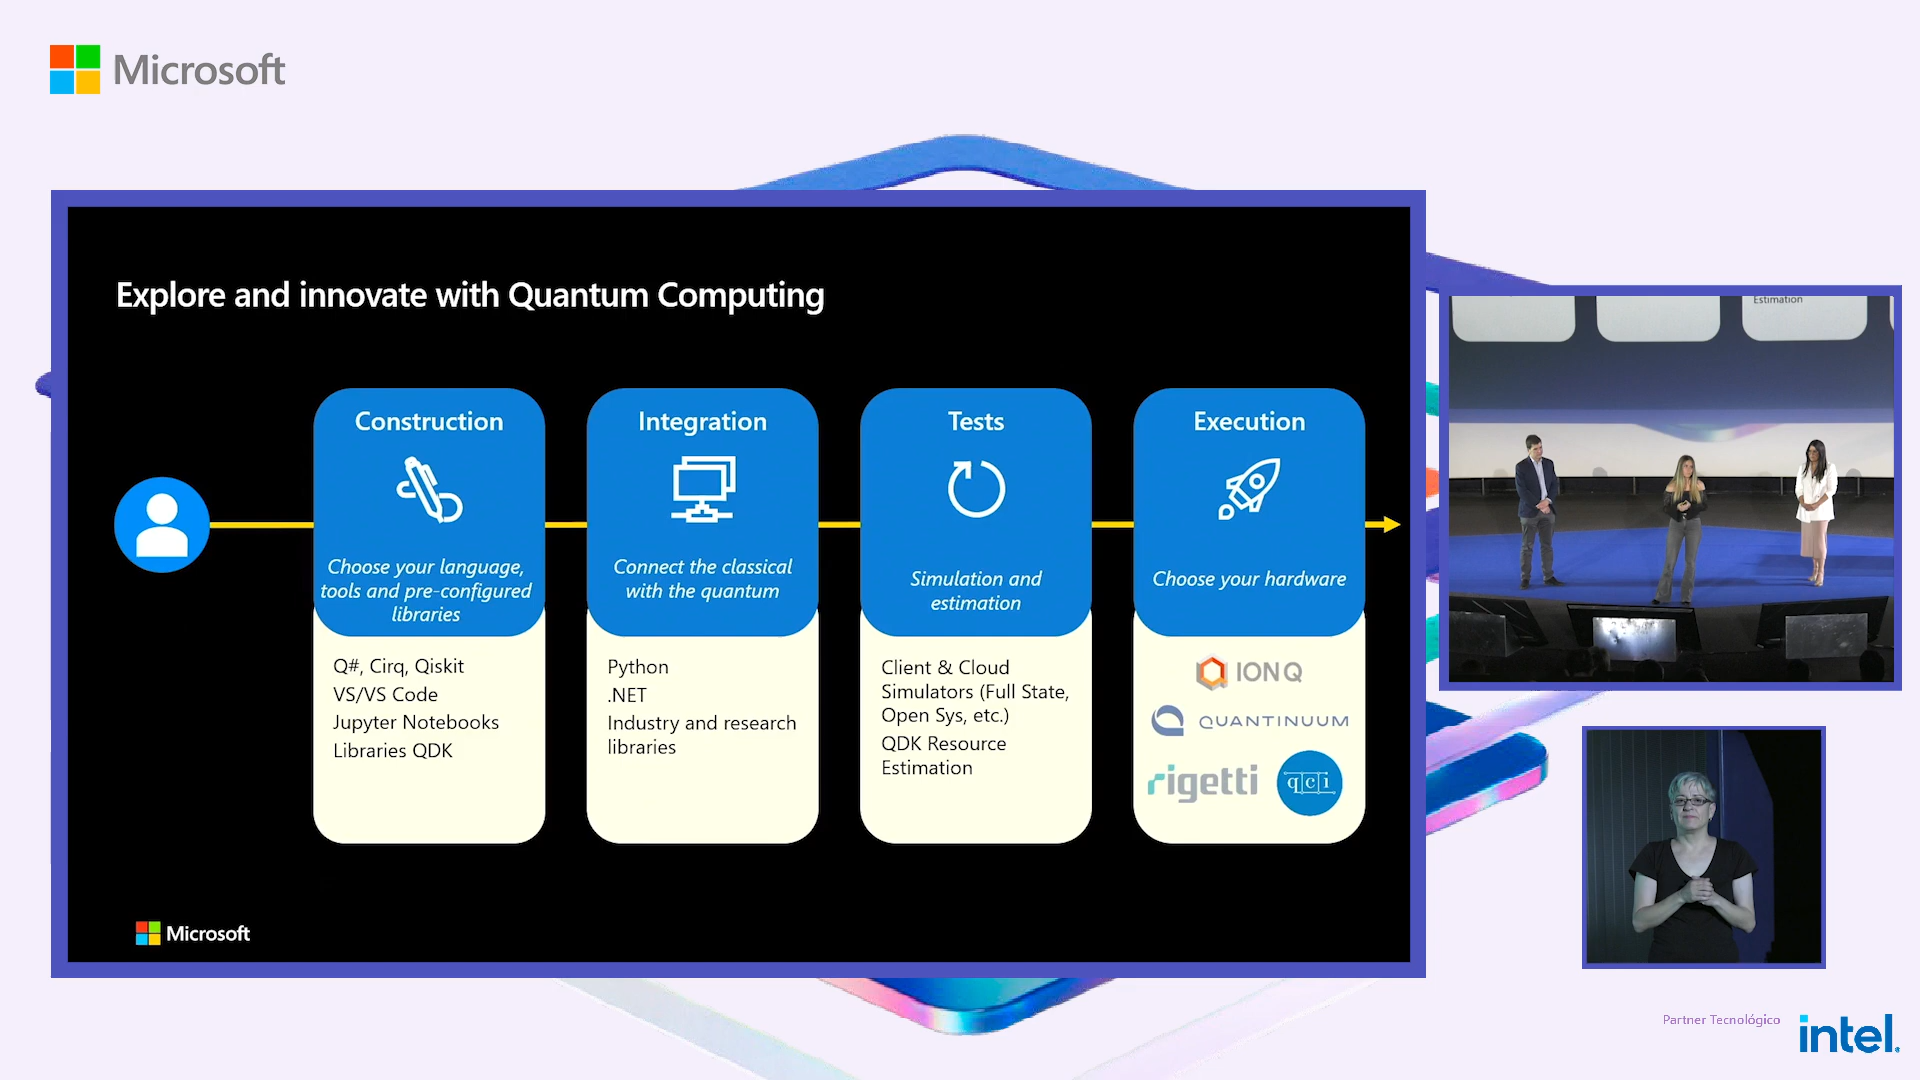 Microsoft
Explore and innovate with Quantum Computing
Construction
Choose your language,
tools and pre-configured
libraries
Q#, Cirq, Qiskit
VS/VS Code
Jupyter Notebooks
Libraries QDK
Integration
Connect the classical
with the quantum
Python
.NET
Industry and research
libraries
Tests
Simulation and
estimation
Client & Cloud
Simulators (Full State,
Open Sys, etc.)
QDK Resource
Estimation
Execution
Choose your hardware
IONQ
QUANTINUUM
rigetti
qci
Microsoft
Estimation
Partner Tecnológico
intel.